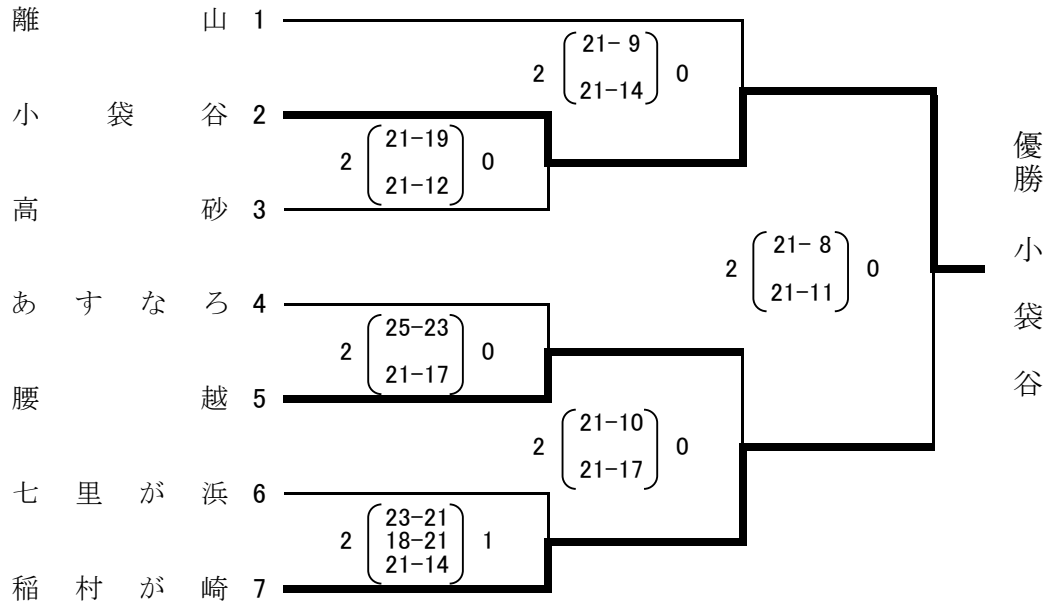 離山 1
21- 9
2 0
21-14
小袋谷 2
21-19
2 0
21-12
高砂 3
21- 8
2 0
21-11
あすなろ 4
25-23
2 0
21-17
腰越 5
21-10
2 0
21-17
七里が浜 6
23-21
2 18-21 1
21-14
稲村が崎 7
優勝 小袋谷